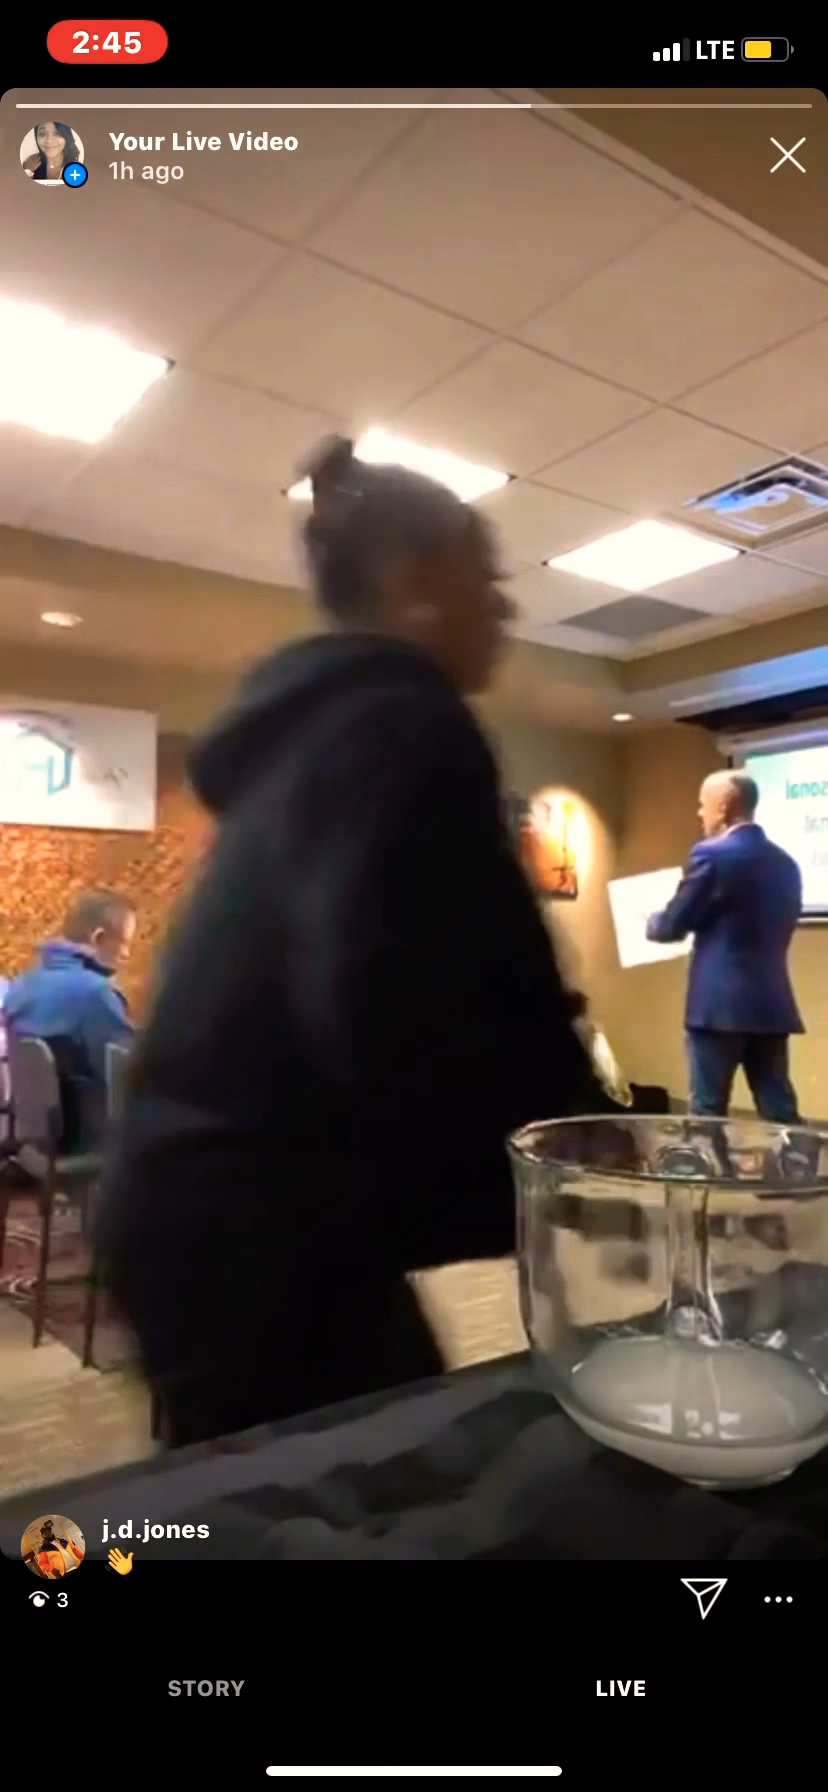 2:45
LTE
Your Live Video
1h ago
j.d.jones
👋
3
STORY
LIVE